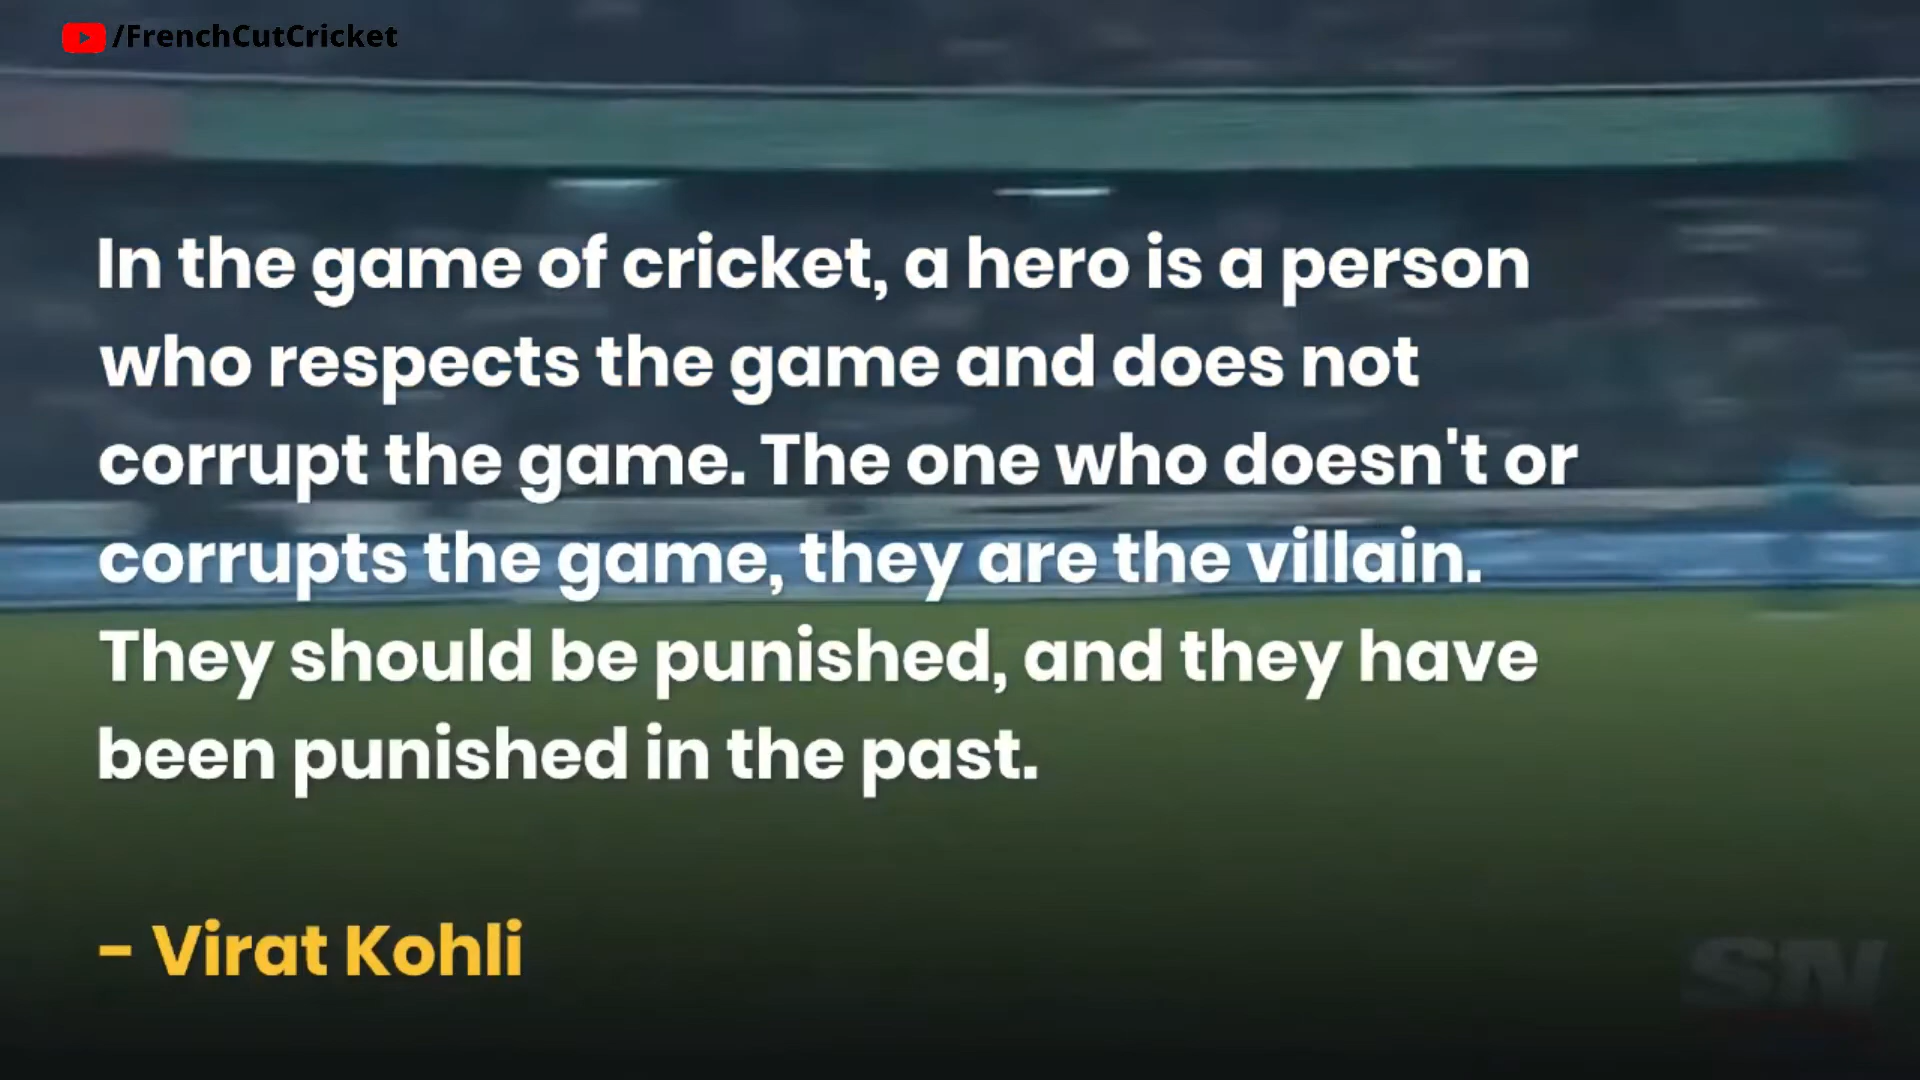 /FrenchCutCricket
In the game of cricket, a hero is a person
who respects the game and does not
corrupt the game. The one who doesn't or
corrupts the game, they are the villain.
They should be punished, and they have
been punished in the past.
- Virat Kohli
SN